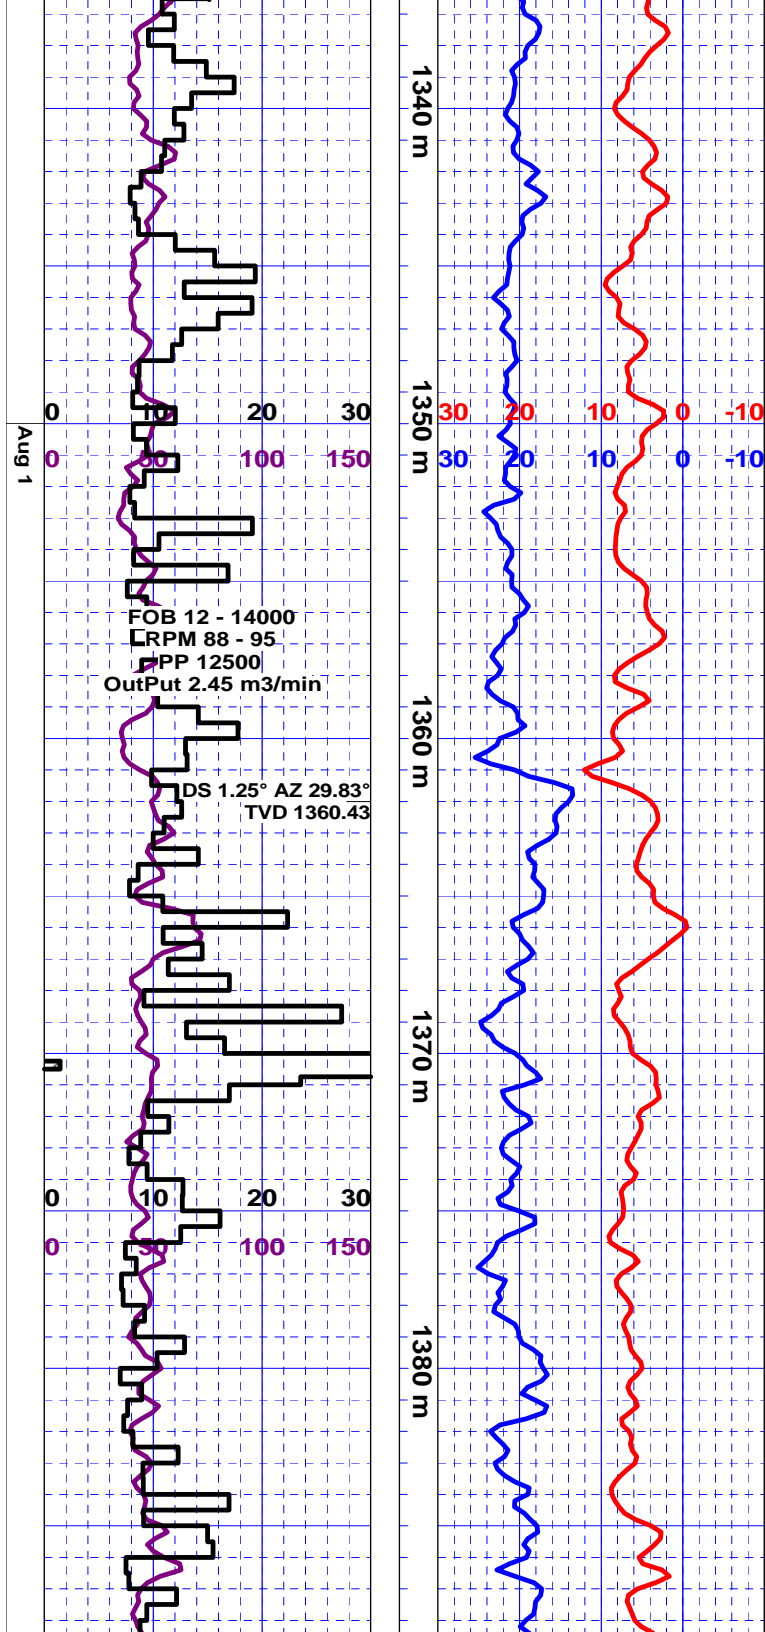 1340 m
0 10 20 30
30 20 10 0 -10
1350 m
Aug 1
0 50 100 150
30 20 10 0 -10
FOB 12 - 14000
RPM 88 - 95
PP 12500
OutPut 2.45 m3/min
1360 m
DS 1.25° AZ 29.83°
TVD 1360.43
1370 m
0 10 20 30
0 50 100 150
1380 m